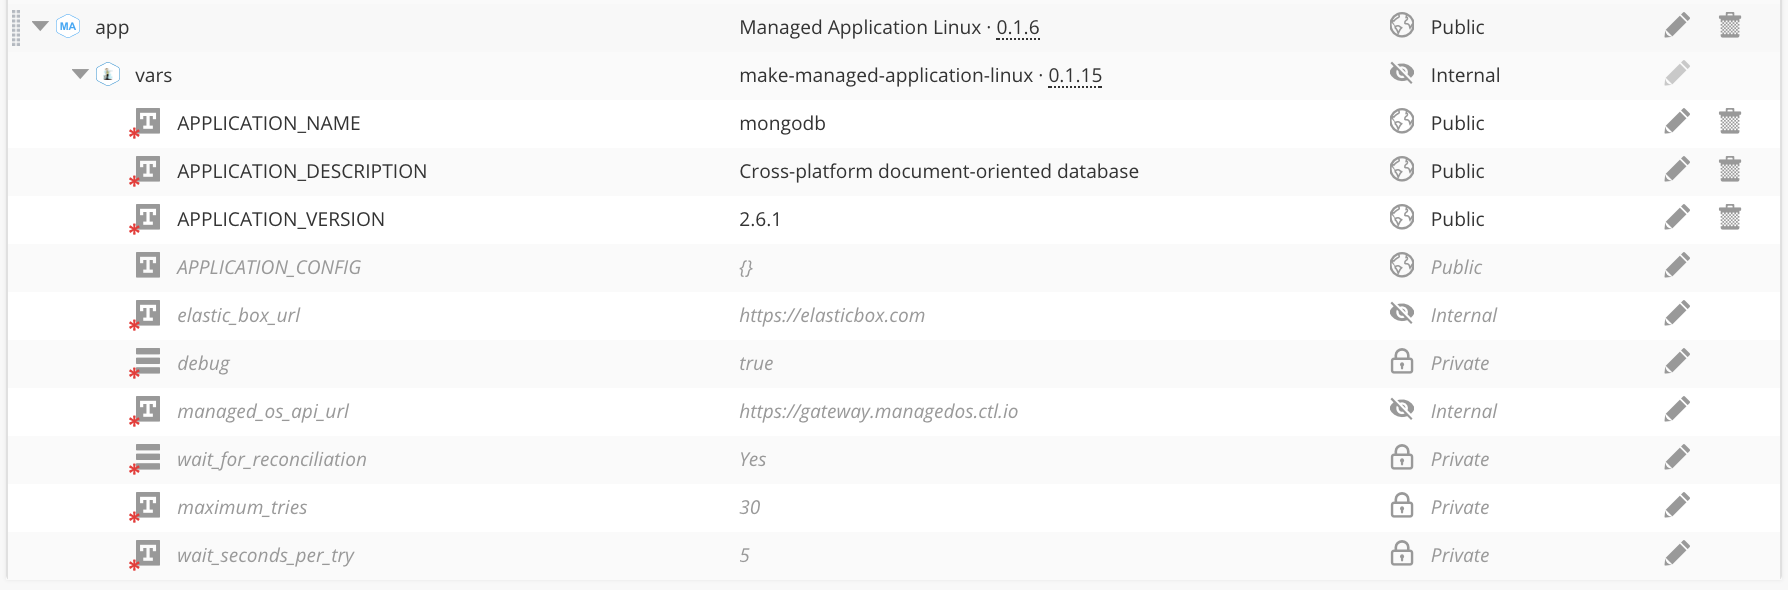 MA app Managed Application Linux · 0.1.6 Public
vars make-managed-application-linux · 0.1.15 Internal
T APPLICATION_NAME mongodb Public
T APPLICATION_DESCRIPTION Cross-platform document-oriented database Public
T APPLICATION_VERSION 2.6.1 Public
T APPLICATION_CONFIG {} Public
T elastic_box_url https://elasticbox.com Internal
debug true Private
T managed_os_api_url https://gateway.managedos.ctl.io Internal
wait_for_reconciliation Yes Private
T maximum_tries 30 Private
T wait_seconds_per_try 5 Private